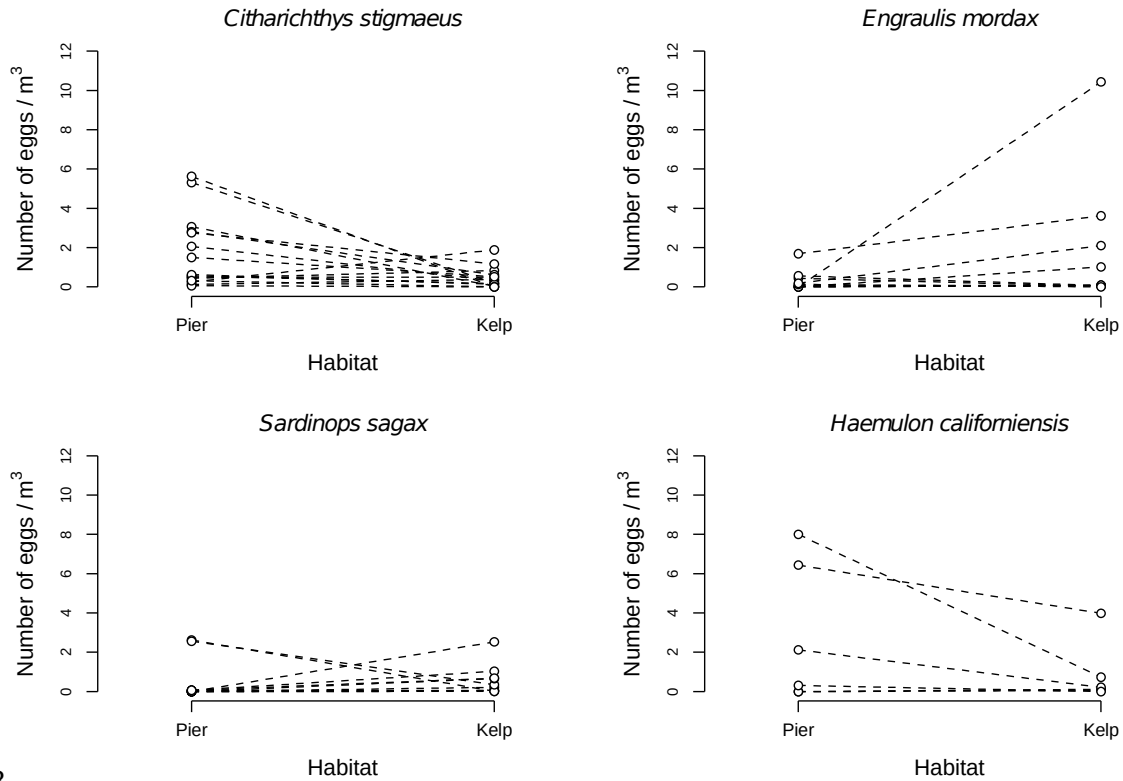 Citharichthys stigmaeus
Number of eggs / m³
12
10
8
6
4
2
0
Pier
Kelp
Habitat
Engraulis mordax
Number of eggs / m³
12
10
8
6
4
2
0
Pier
Kelp
Habitat
Sardinops sagax
Number of eggs / m³
12
10
8
6
4
2
0
Pier
Kelp
Habitat
Haemulon californiensis
Number of eggs / m³
12
10
8
6
4
2
0
Pier
Kelp
Habitat